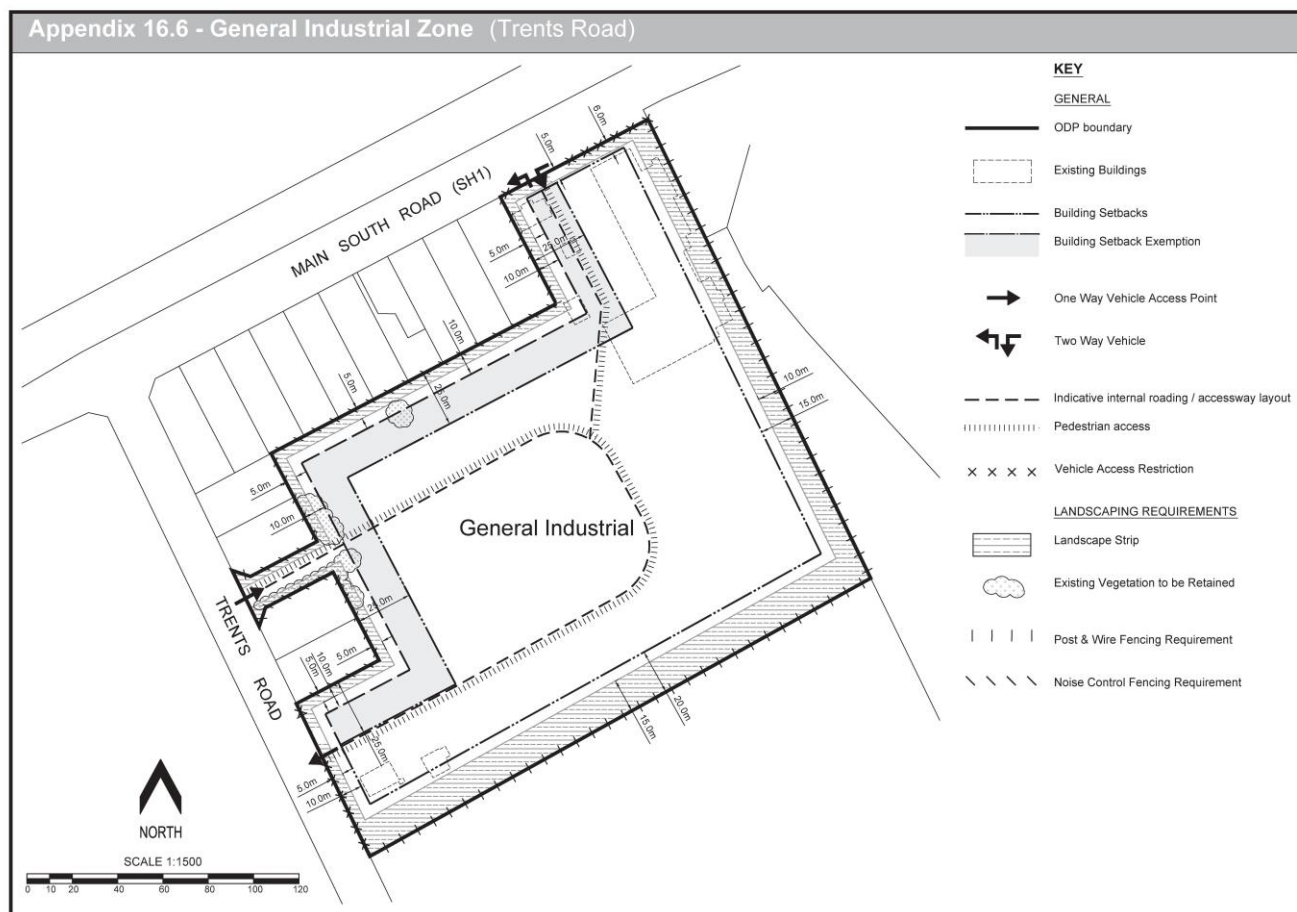 Appendix 16.6 - General Industrial Zone (Trents Road)
KEY
GENERAL
ODP boundary
Existing Buildings
Building Setbacks
Building Setback Exemption
One Way Vehicle Access Point
Two Way Vehicle
Indicative internal roading / accessway layout
Pedestrian access
Vehicle Access Restriction
LANDSCAPING REQUIREMENTS
Landscape Strip
Existing Vegetation to be Retained
Post & Wire Fencing Requirement
Noise Control Fencing Requirement
MAIN SOUTH ROAD (SH1)
6.0m
5.0m
5.0m
25.0m
10.0m
10.0m
5.0m
25.0m
10.0m
15.0m
5.0m
10.0m
General Industrial
TRENTS ROAD
25.0m
5.0m
10.0m
5.0m
25.0m
5.0m
10.0m
20.0m
15.0m
NORTH
SCALE 1:1500
0 10 20 40 60 80 100 120